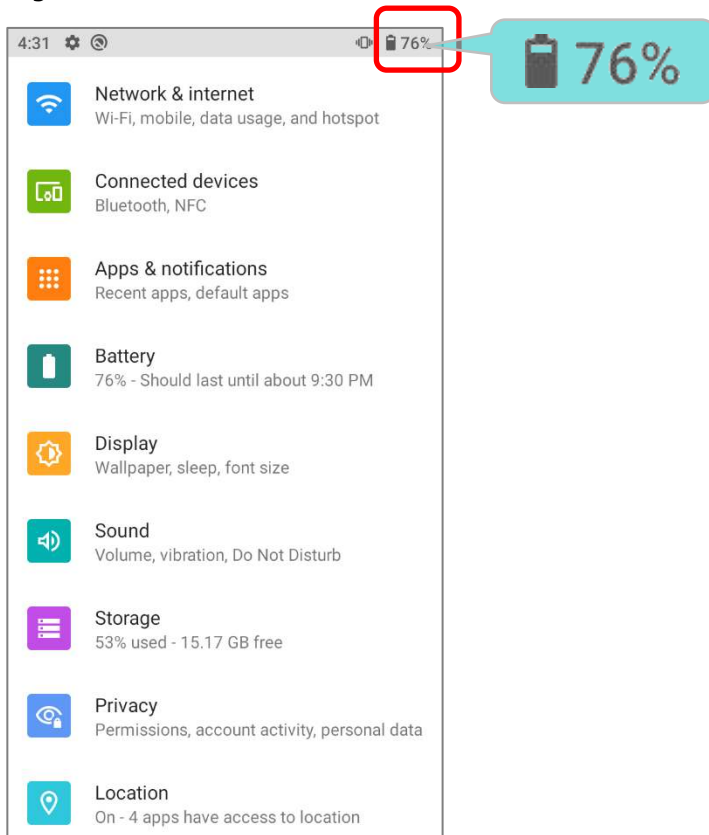 4:31 76%
76%
Network & internet
Wi-Fi, mobile, data usage, and hotspot
Connected devices
Bluetooth, NFC
Apps & notifications
Recent apps, default apps
Battery
76% - Should last until about 9:30 PM
Display
Wallpaper, sleep, font size
Sound
Volume, vibration, Do Not Disturb
Storage
53% used - 15.17 GB free
Privacy
Permissions, account activity, personal data
Location
On - 4 apps have access to location